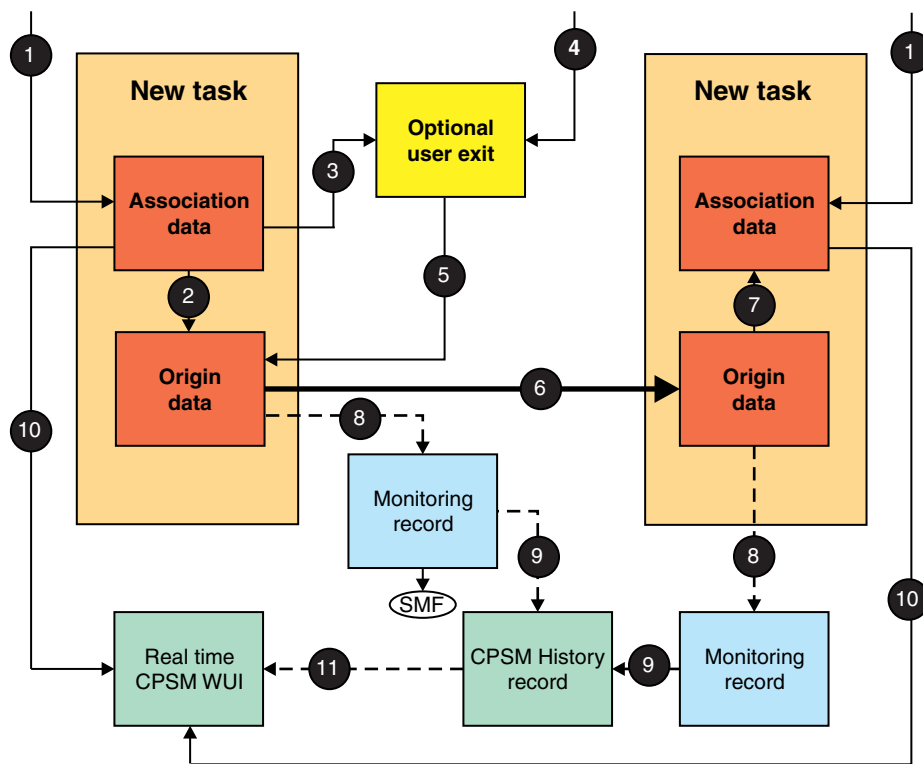 1
4
1
New task
New task
Optional
user exit
3
Association
data
Association
data
2
5
7
Origin
data
6
Origin
data
8
10
Monitoring
record
9
8
SMF
10
Real time
CPSM WUI
11
CPSM History
record
9
Monitoring
record